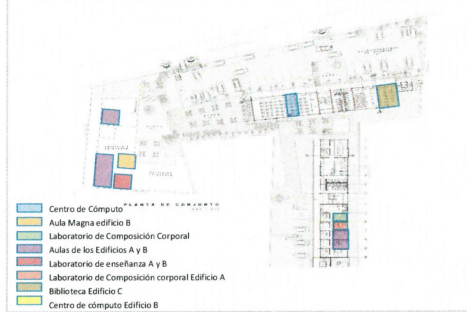 PLANTA DE CONJUNTO
Centro de Cómputo
Aula Magna edificio B
Laboratorio de Composición Corporal
Aulas de los Edificios A y B
Laboratorio de enseñanza A y B
Laboratorio de Composición corporal Edificio A
Biblioteca Edificio C
Centro de cómputo Edificio B